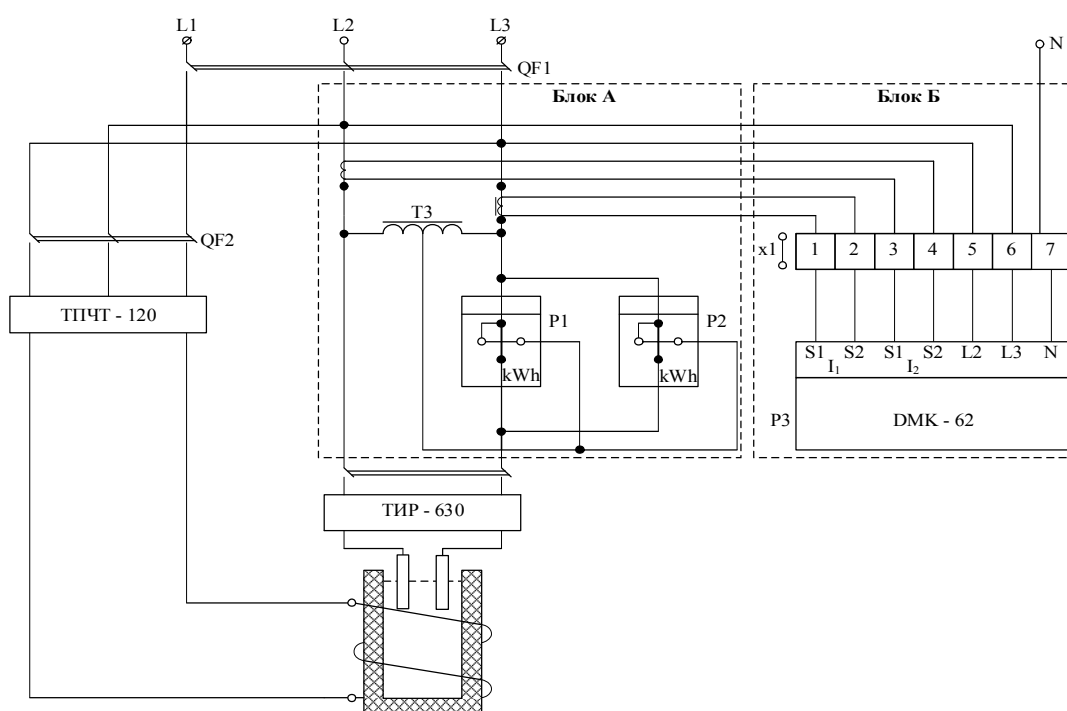 L1 L2 L3
N
QF1
Блок А Блок Б
T3
QF2
x1 1 2 3 4 5 6 7
ТПЧТ - 120
P1 P2
kWh kWh
S1 S2 S1 S2 L2 L3 N
I₁ I₂
P3 DMK - 62
ТИР - 630